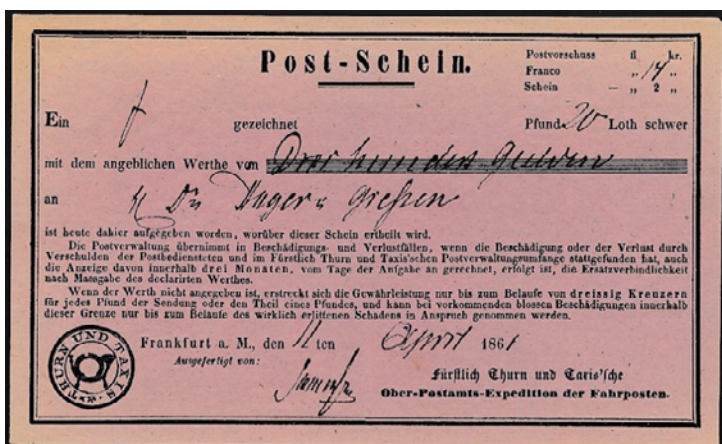 Post-Schein.
Postvorschuss fl kr.
Franco „ 14 „
Schein — „ 2 „
Ein f gezeichnet Pfund 20 Loth schwer
mit dem angeblichen Werthe von Drei hundert Gulden
an Dr Giessen
ist heute dahier aufgegeben worden, worüber dieser Schein ertheilt wird.
Die Postverwaltung übernimmt in Beschädigungs- und Verlustfällen, wenn die Beschädigung oder der Verlust durch
Verschulden der Postbediensteten und im Fürstlich Thurn und Taxis'schen Postverwaltungsumfange stattgefunden hat, auch
die Anzeige davon innerhalb drei Monaten, vom Tage der Aufgabe an gerechnet, erfolgt ist, die Ersatzverbindlichkeit
nach Massgabe des declarirten Werthes.
Wenn der Werth nicht angegeben ist, erstreckt sich die Gewährleistung nur bis zum Belaufe von dreissig Kreuzern
für jedes Pfund der Sendung oder den Theil eines Pfundes, und kann bei vorkommenden blossen Beschädigungen innerhalb
dieser Grenze nur bis zum Belaufe des wirklich erlittenen Schadens in Anspruch genommen werden.
THURN UND TAXIS
Frankfurt a. M., den 11 ten April 1861
Ausgefertigt von:
Fürstlich Thurn und Taxis'sche
Ober-Postamts-Expedition der Fahrposten.